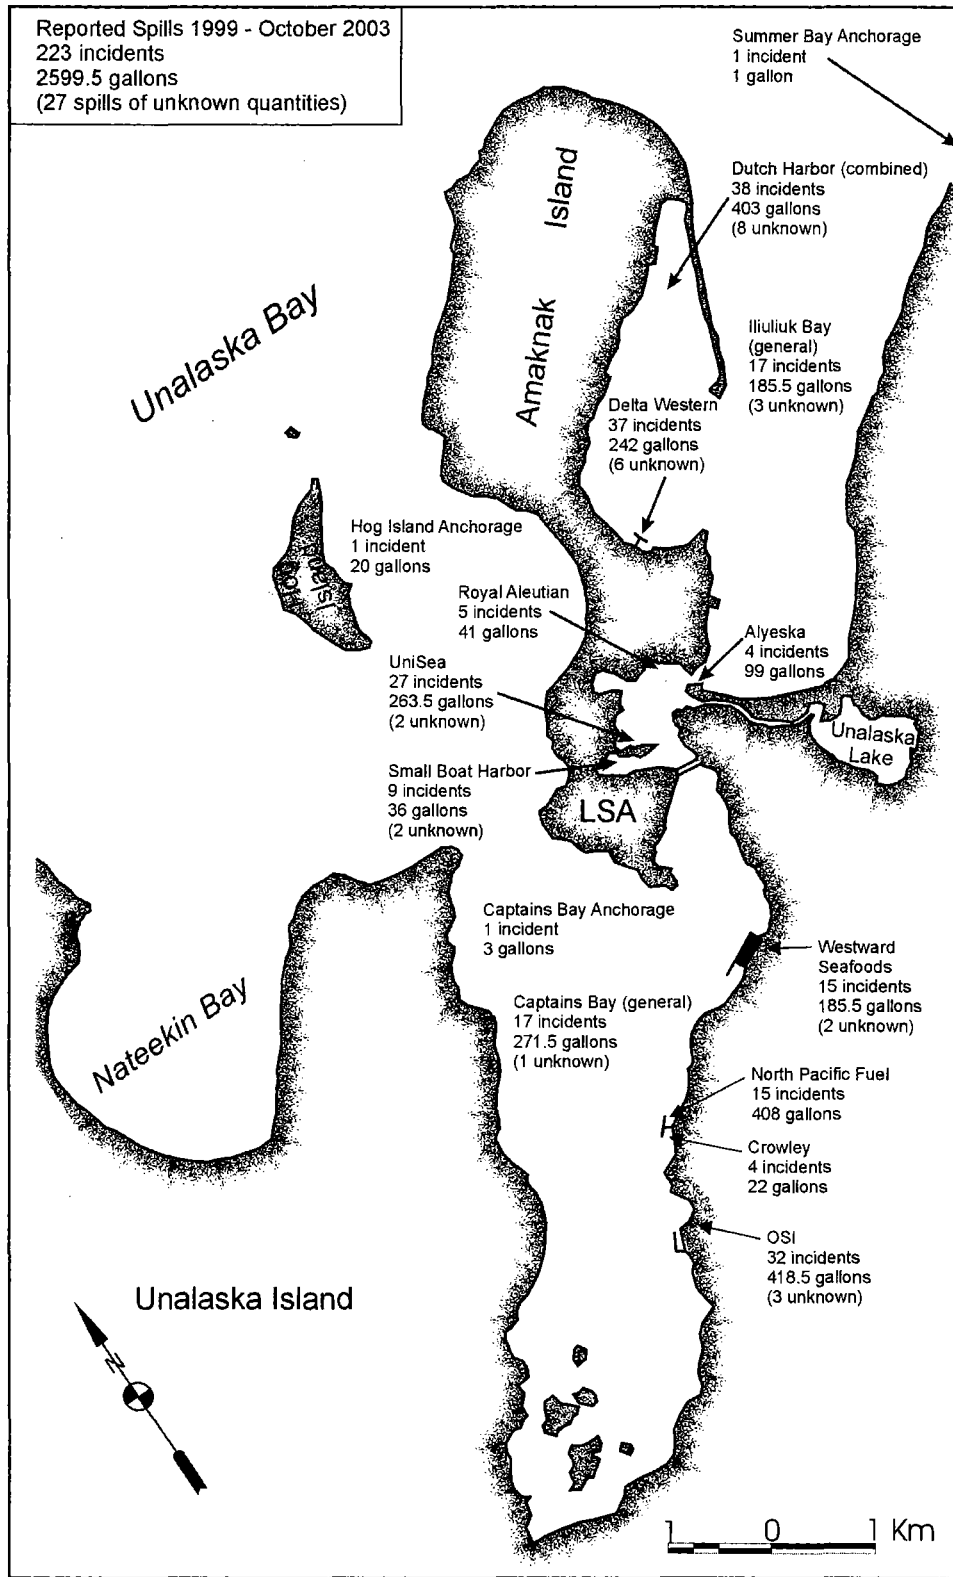 Reported Spills 1999 - October 2003
223 incidents
2599.5 gallons
(27 spills of unknown quantities)
Summer Bay Anchorage
1 incident
1 gallon
Dutch Harbor (combined)
38 incidents
403 gallons
(8 unknown)
Amaknak Island
Unalaska Bay
Iliuliuk Bay
(general)
17 incidents
185.5 gallons
(3 unknown)
Delta Western
37 incidents
242 gallons
(6 unknown)
Hog Island Anchorage
1 incident
20 gallons
Hog
Island
Royal Aleutian
5 incidents
41 gallons
Alyeska
4 incidents
99 gallons
UniSea
27 incidents
263.5 gallons
(2 unknown)
Unalaska
Lake
Small Boat Harbor
9 incidents
36 gallons
(2 unknown)
LSA
Captains Bay Anchorage
1 incident
3 gallons
Westward
Seafoods
15 incidents
185.5 gallons
(2 unknown)
Captains Bay (general)
17 incidents
271.5 gallons
(1 unknown)
Nateekin Bay
North Pacific Fuel
15 incidents
408 gallons
Crowley
4 incidents
22 gallons
OSI
32 incidents
418.5 gallons
(3 unknown)
Unalaska Island
N
1 0 1 Km